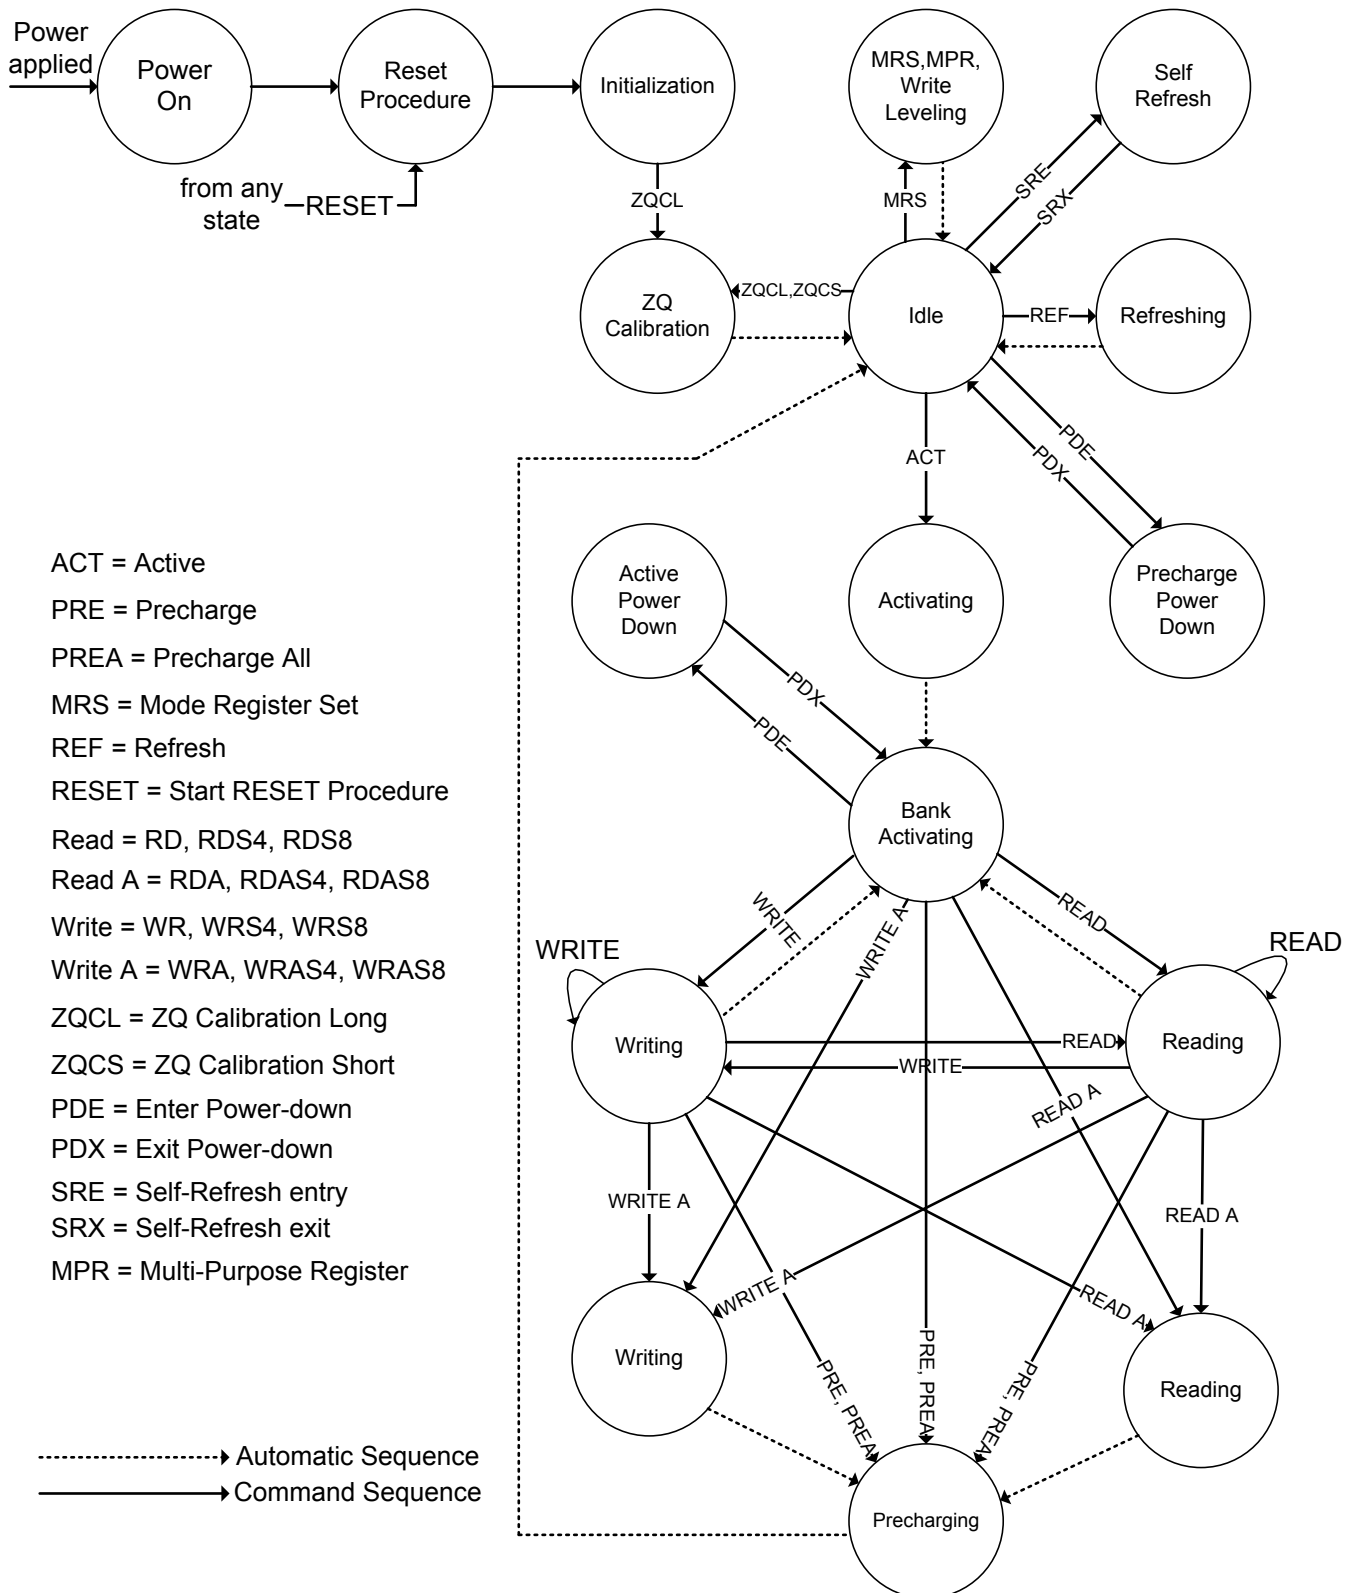 Power
applied
Power
On
Reset
Procedure
Initialization
MRS,MPR,
Write
Leveling
Self
Refresh
from any
state
RESET
ZQCL
MRS
SRE
SRX
ZQ
Calibration
ZQCL,ZQCS
Idle
REF
Refreshing
ACT
PDE
PDX
Active
Power
Down
Activating
Precharge
Power
Down
PDX
PDE
Bank
Activating
ACT = Active
PRE = Precharge
PREA = Precharge All
MRS = Mode Register Set
REF = Refresh
RESET = Start RESET Procedure
Read = RD, RDS4, RDS8
Read A = RDA, RDAS4, RDAS8
Write = WR, WRS4, WRS8
Write A = WRA, WRAS4, WRAS8
ZQCL = ZQ Calibration Long
ZQCS = ZQ Calibration Short
PDE = Enter Power-down
PDX = Exit Power-down
SRE = Self-Refresh entry
SRX = Self-Refresh exit
MPR = Multi-Purpose Register
WRITE
WRITE A
READ
WRITE
READ
Writing
READ
WRITE
Reading
READ A
WRITE A
READ A
WRITE A
READ A
Writing
PRE, PREA
PRE, PREA
PRE, PREA
Reading
Precharging
Automatic Sequence
Command Sequence